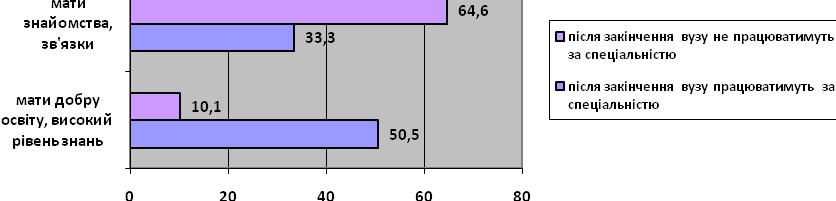 мати
знайомства,
зв'язки
64,6
33,3
мати добру
освіту, високий
рівень знань
10,1
50,5
0 20 40 60 80
після закінчення вузу не працюватимуть
за спеціальністю
після закінчення вузу працюватимуть за
спеціальністю